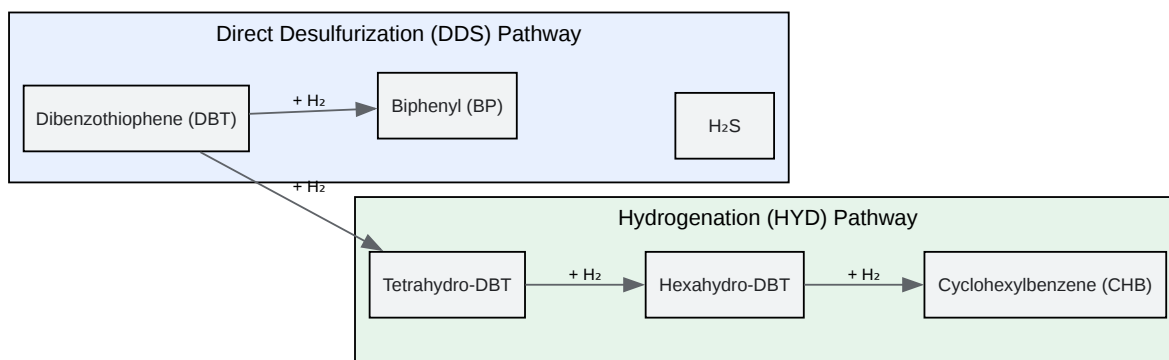 Direct Desulfurization (DDS) Pathway
Dibenzothiophene (DBT)
+ H₂
Biphenyl (BP)
H₂S
+ H₂
Hydrogenation (HYD) Pathway
Tetrahydro-DBT
+ H₂
Hexahydro-DBT
+ H₂
Cyclohexylbenzene (CHB)